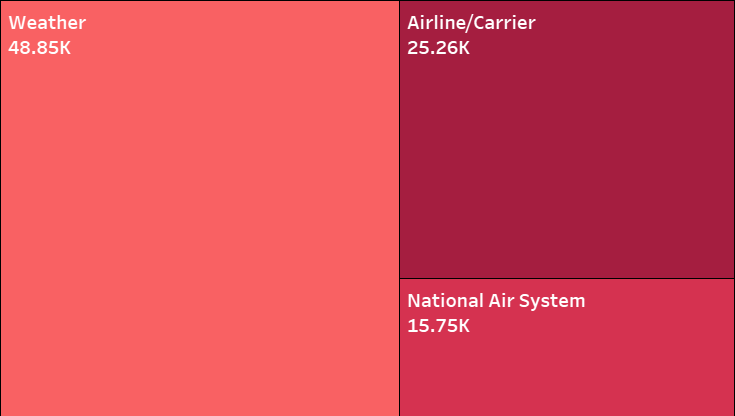 Weather
48.85K
Airline/Carrier
25.26K
National Air System
15.75K